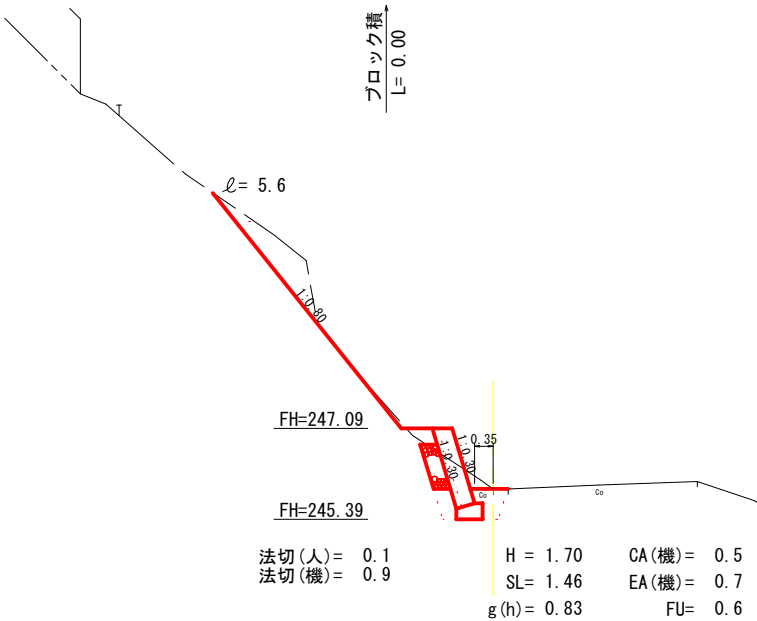 ブロック積
L= 0.00
ℓ= 5.6
1:0.80
FH=247.09
1:0.30
1:0.30
0.35
Co
Co
FH=245.39
法切(人)= 0.1
法切(機)= 0.9
H = 1.70
SL= 1.46
g(h)= 0.83
CA(機)= 0.5
EA(機)= 0.7
FU= 0.6